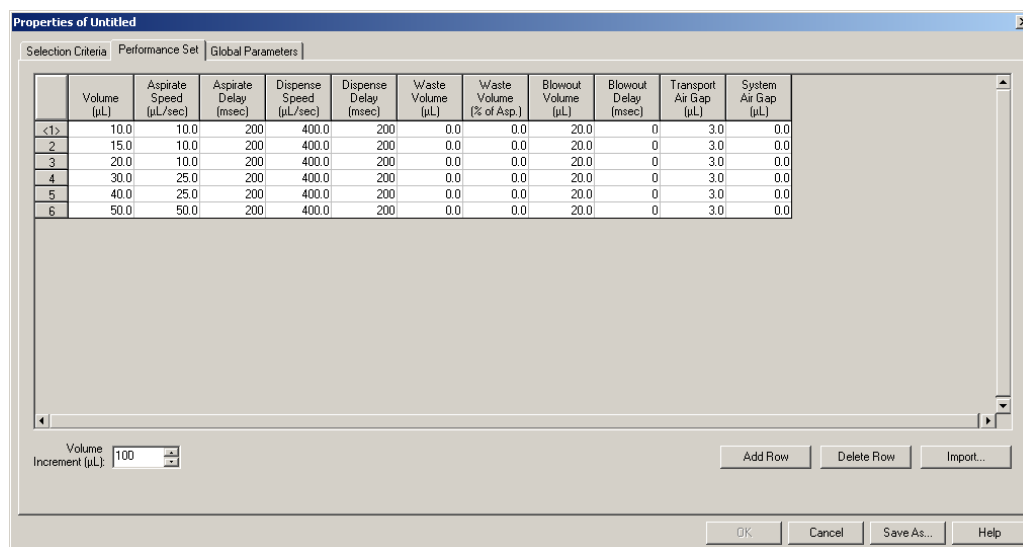 Properties of Untitled
Selection Criteria Performance Set Global Parameters
Volume (µL) Aspirate Speed (µL/sec) Aspirate Delay (msec) Dispense Speed (µL/sec) Dispense Delay (msec) Waste Volume (µL) Waste Volume (% of Asp.) Blowout Volume (µL) Blowout Delay (msec) Transport Air Gap (µL) System Air Gap (µL)
<1> 10.0 10.0 200 400.0 200 0.0 0.0 20.0 0 3.0 0.0
2 15.0 10.0 200 400.0 200 0.0 0.0 20.0 0 3.0 0.0
3 20.0 10.0 200 400.0 200 0.0 0.0 20.0 0 3.0 0.0
4 30.0 25.0 200 400.0 200 0.0 0.0 20.0 0 3.0 0.0
5 40.0 25.0 200 400.0 200 0.0 0.0 20.0 0 3.0 0.0
6 50.0 50.0 200 400.0 200 0.0 0.0 20.0 0 3.0 0.0
Volume Increment (µL): 100
Add Row Delete Row Import...
OK Cancel Save As... Help